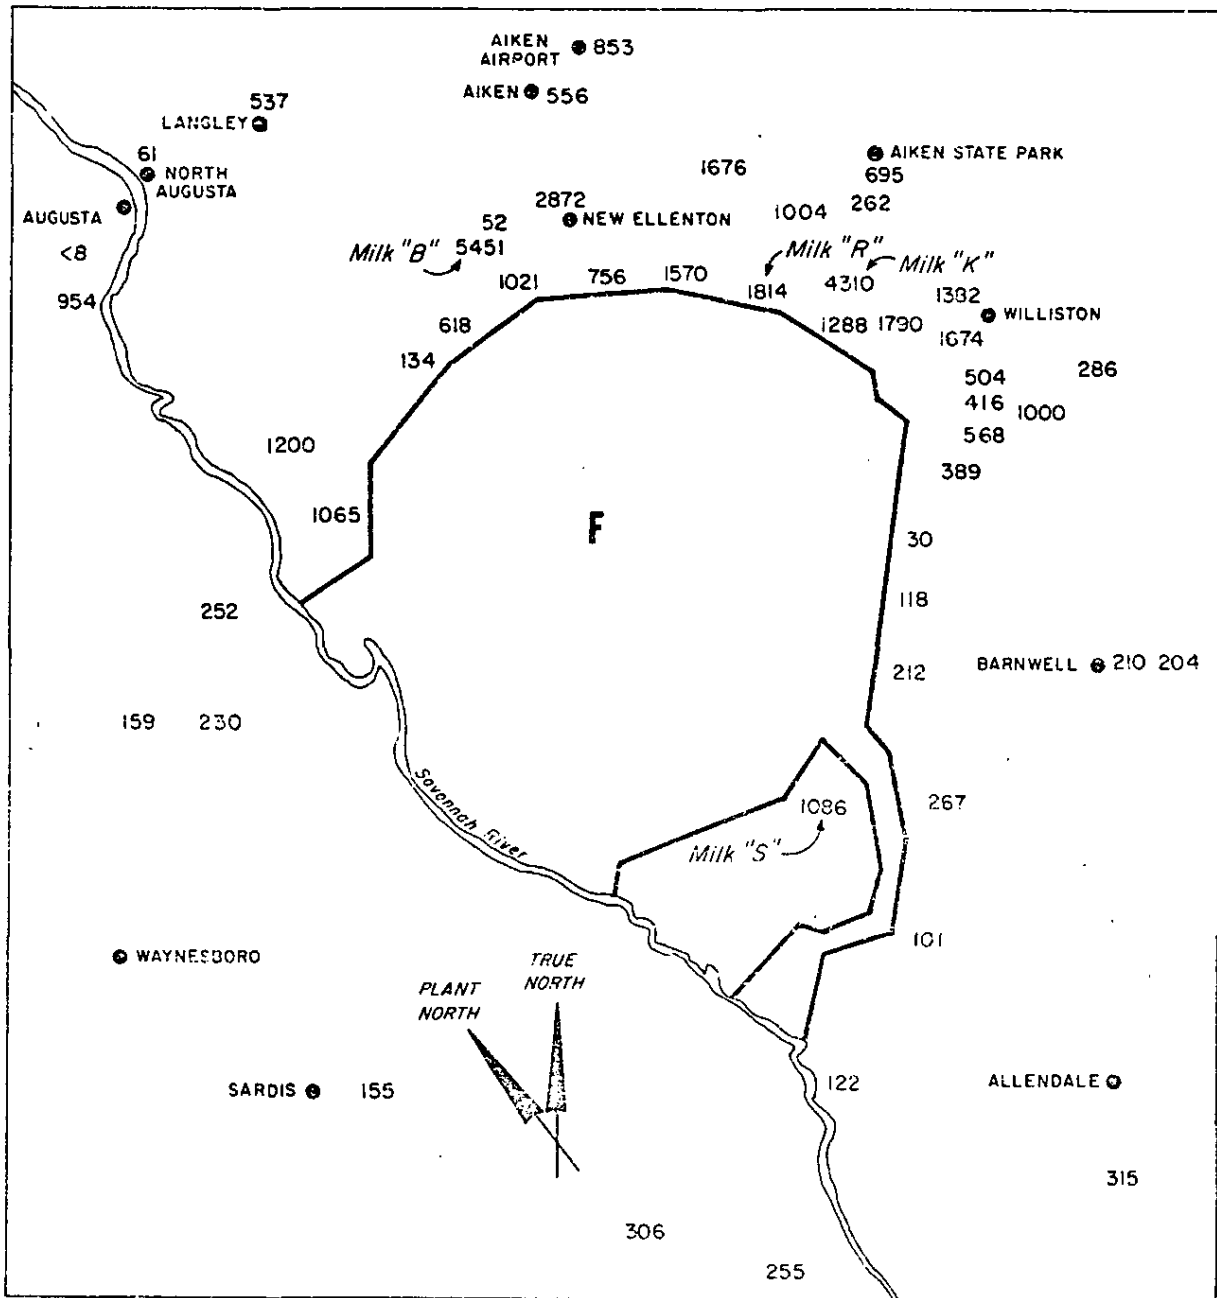 AIKEN
AIRPORT
853
AIKEN
556
537
LANGLEY
61
NORTH
AUGUSTA
AUGUSTA
<8
954
AIKEN STATE PARK
695
1676
262
1004
2872
NEW ELLENTON
52
Milk "B"
5451
Milk "R"
Milk "K"
1021
756
1570
1814
4310
1382
WILLISTON
618
1288
1790
1674
134
504
286
416
1000
568
1200
389
1065
F
30
118
252
212
BARNWELL
210 204
159
230
Savannah River
1086
267
Milk "S"
101
WAYNESBORO
TRUE
NORTH
PLANT
NORTH
SARDIS
155
122
ALLENDALE
315
306
255